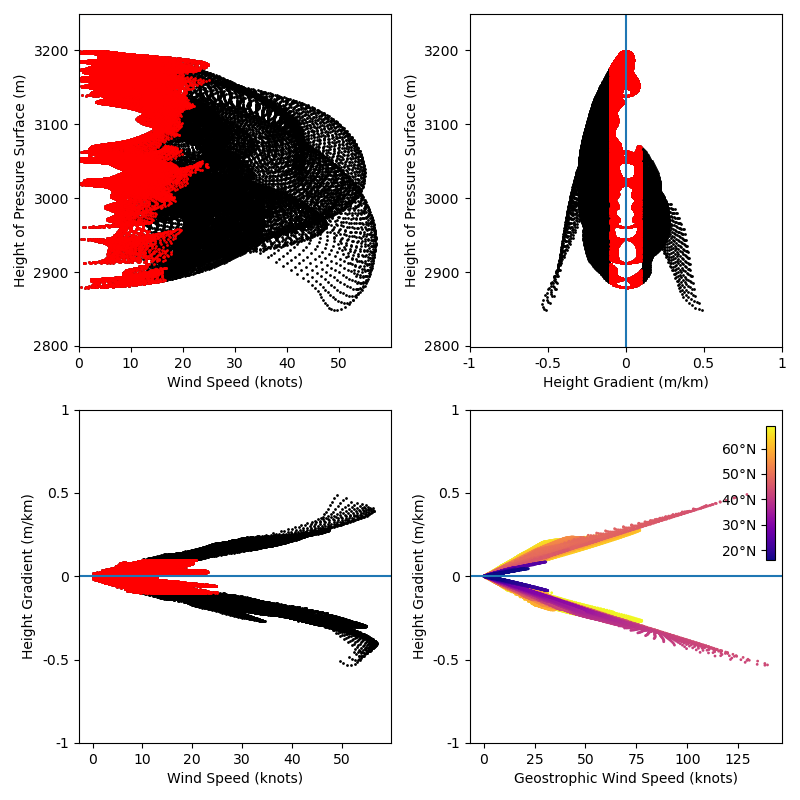 3200
3100
3000
2900
2800
Height of Pressure Surface (m)
0 10 20 30 40 50
Wind Speed (knots)
3200
3100
3000
2900
2800
Height of Pressure Surface (m)
-1 -0.5 0 0.5 1
Height Gradient (m/km)
1
0.5
0
-0.5
-1
Height Gradient (m/km)
0 10 20 30 40 50
Wind Speed (knots)
1
0.5
0
-0.5
-1
Height Gradient (m/km)
60°N
50°N
40°N
30°N
20°N
0 25 50 75 100 125
Geostrophic Wind Speed (knots)